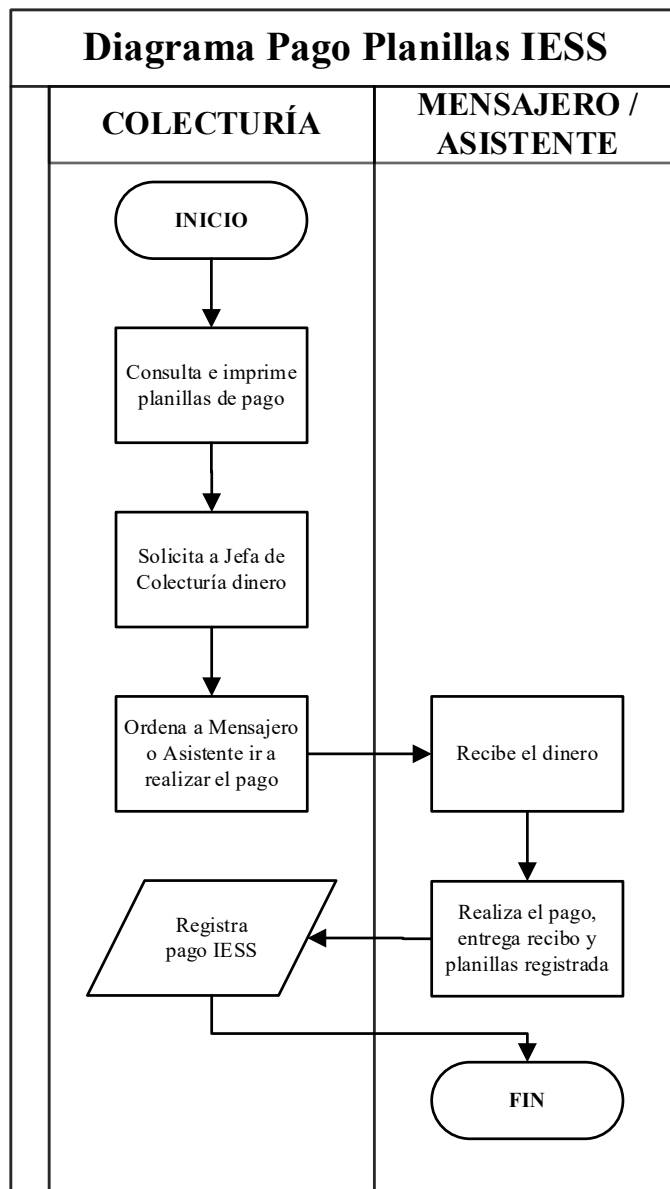 Diagrama Pago Planillas IESS
COLECTURÍA
MENSAJERO /
ASISTENTE
INICIO
Consulta e imprime
planillas de pago
Solicita a Jefa de
Colecturía dinero
Ordena a Mensajero
o Asistente ir a
realizar el pago
Recibe el dinero
Realiza el pago,
entrega recibo y
planillas registrada
Registra
pago IESS
FIN